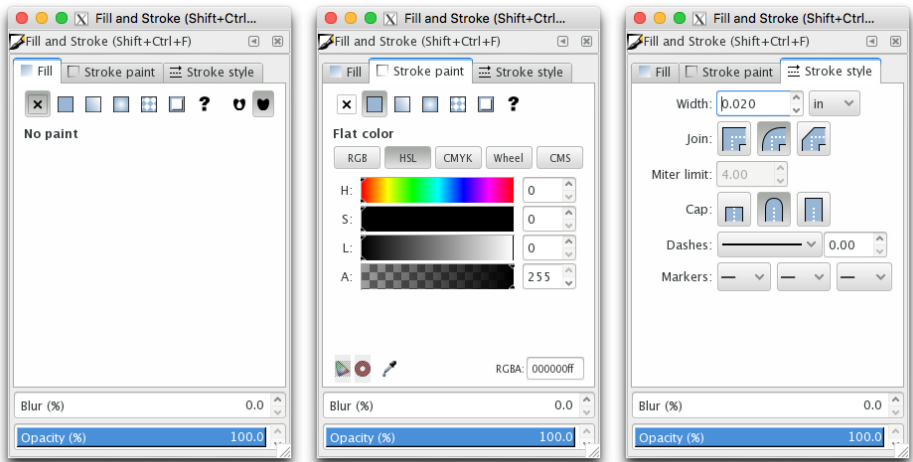 Fill and Stroke (Shift+Ctrl...
Fill and Stroke (Shift+Ctrl+F)
Fill Stroke paint Stroke style
?
No paint
Blur (%) 0.0
Opacity (%) 100.0
Fill and Stroke (Shift+Ctrl...
Fill and Stroke (Shift+Ctrl+F)
Fill Stroke paint Stroke style
?
Flat color
RGB HSL CMYK Wheel CMS
H: 0
S: 0
L: 0
A: 255
RGBA: 000000ff
Blur (%) 0.0
Opacity (%) 100.0
Fill and Stroke (Shift+Ctrl...
Fill and Stroke (Shift+Ctrl+F)
Fill Stroke paint Stroke style
Width: 0.020 in
Join:
Miter limit: 4.00
Cap:
Dashes: 0.00
Markers:
Blur (%) 0.0
Opacity (%) 100.0